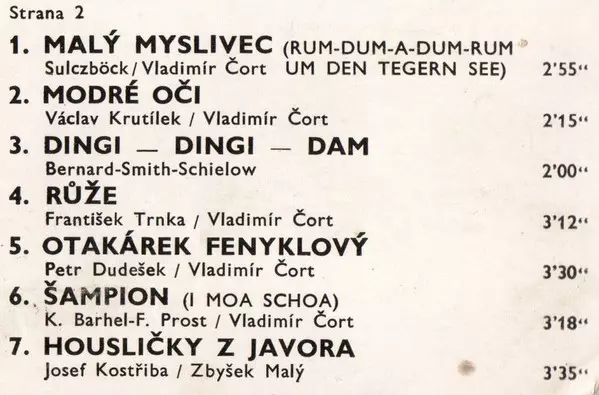 Strana 2
1. MALÝ MYSLIVEC (RUM-DUM-A-DUM-RUM
Sulczböck/Vladimír Čort UM DEN TEGERN SEE) 2'55"
2. MODRÉ OČI
Václav Krutílek / Vladimír Čort 2'15"
3. DINGI — DINGI — DAM
Bernard-Smith-Schielow 2'00"
4. RŮŽE
František Trnka / Vladimír Čort 3'12"
5. OTAKÁREK FENYKLOVÝ
Petr Dudešek / Vladimír Čort 3'30"
6. ŠAMPION (I MOA SCHOA)
K. Barhel-F. Prost / Vladimír Čort 3'18"
7. HOUSLIČKY Z JAVORA
Josef Kostřiba / Zbyšek Malý 3'35"